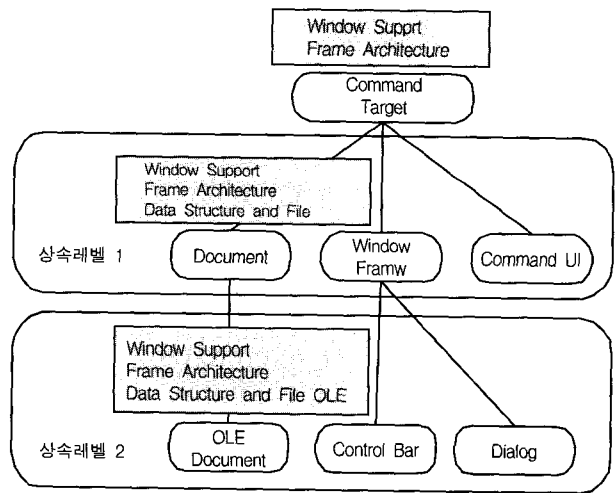 Window Supprt
Frame Architecture
Command
Target
Window Support
Frame Architecture
Data Structure and File
상속레벨 1
Document
Window
Framw
Command UI
Window Support
Frame Architecture
Data Structure and File OLE
상속레벨 2
OLE
Document
Control Bar
Dialog